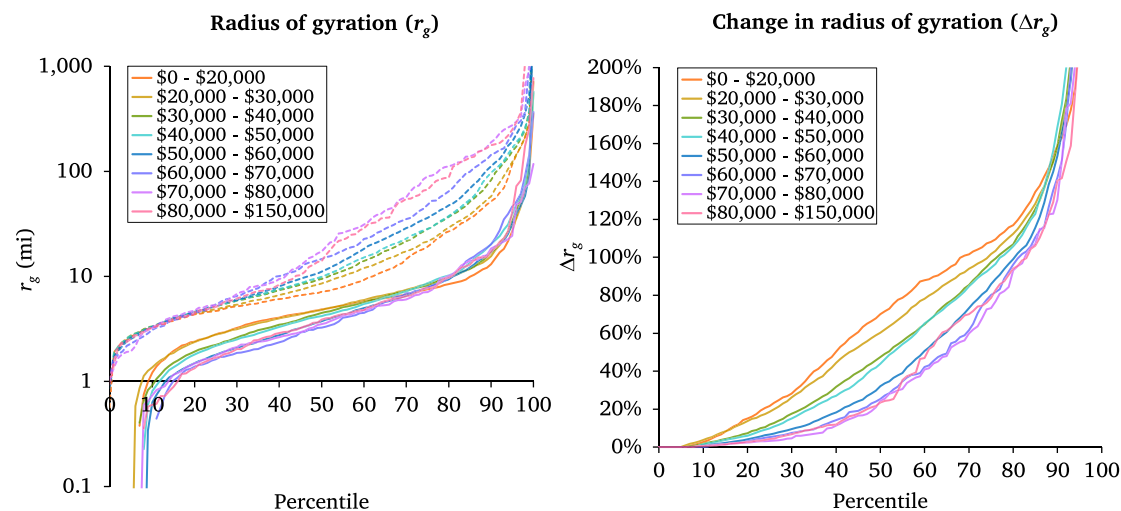 Radius of gyration (rg)
1,000
100
10
1
0.1
rg (mi)
$0 - $20,000
$20,000 - $30,000
$30,000 - $40,000
$40,000 - $50,000
$50,000 - $60,000
$60,000 - $70,000
$70,000 - $80,000
$80,000 - $150,000
0 10 20 30 40 50 60 70 80 90 100
Percentile
Change in radius of gyration (Δrg)
200%
180%
160%
140%
120%
100%
80%
60%
40%
20%
0%
Δrg
$0 - $20,000
$20,000 - $30,000
$30,000 - $40,000
$40,000 - $50,000
$50,000 - $60,000
$60,000 - $70,000
$70,000 - $80,000
$80,000 - $150,000
0 10 20 30 40 50 60 70 80 90 100
Percentile